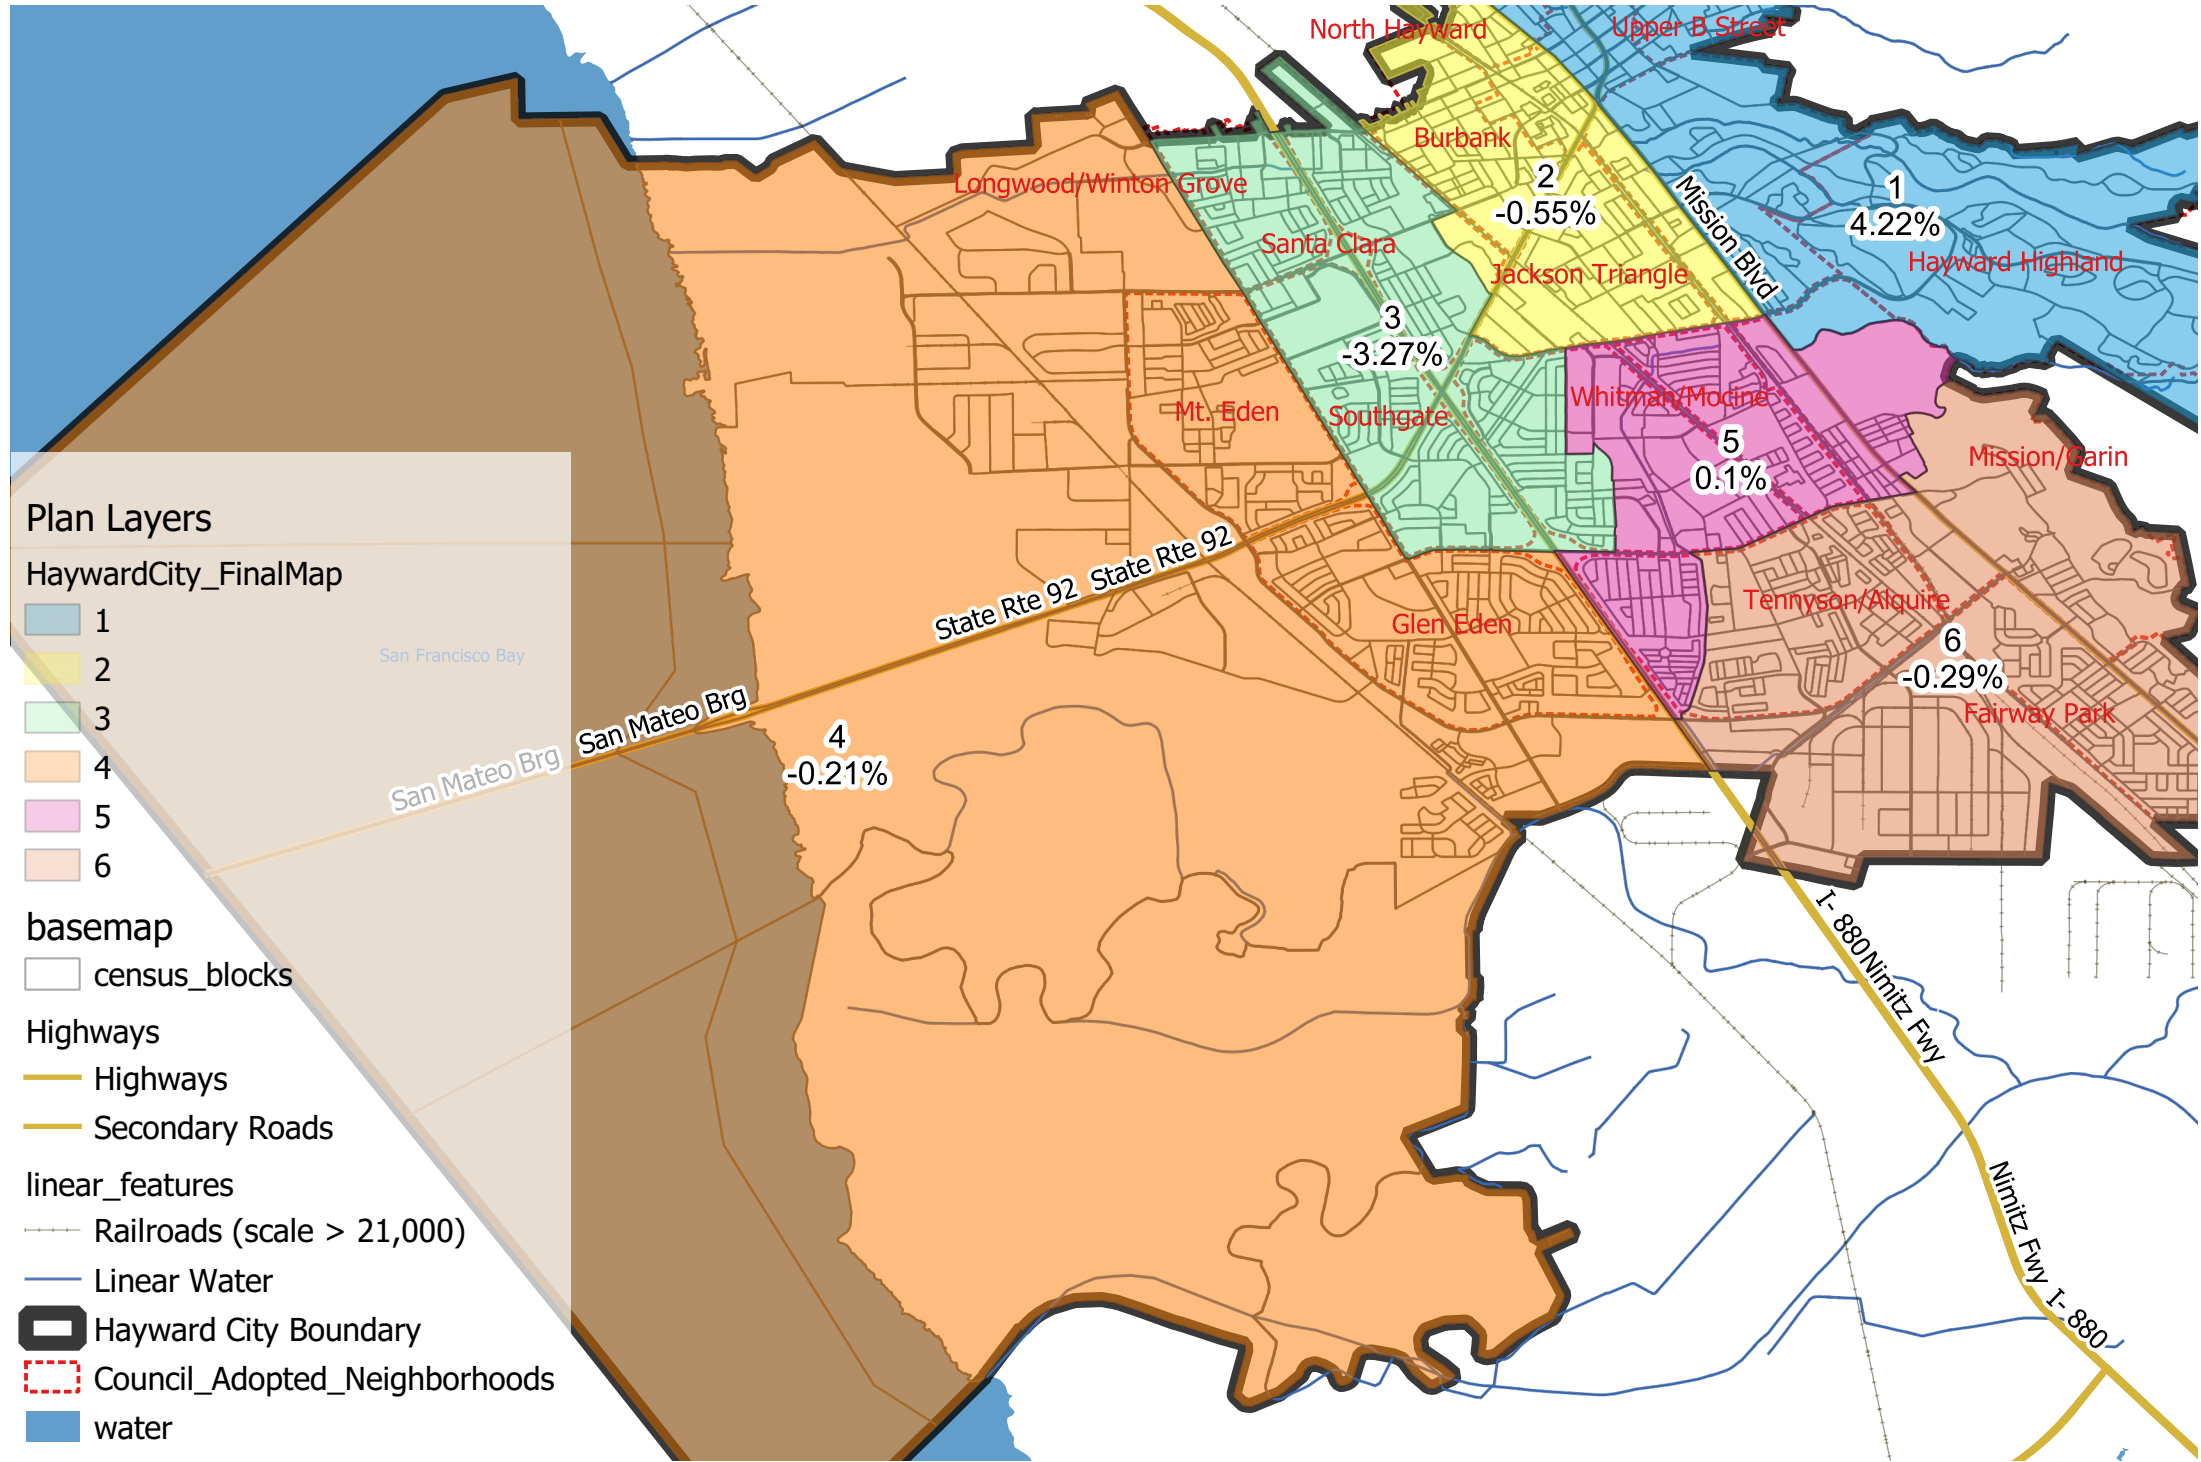 North Hayward
Upper B Street
Burbank
2
-0.55%
Mission Blvd
1
4.22%
Longwood/Winton Grove
Santa Clara
Jackson Triangle
Hayward Highland
3
-3.27%
Mt. Eden
Southgate
Whitman/Mocine
5
0.1%
Mission/Garin
State Rte 92
State Rte 92
Glen Eden
Tennyson/Alquire
6
-0.29%
Fairway Park
San Francisco Bay
San Mateo Brg
San Mateo Brg
4
-0.21%
I- 880
Nimitz Fwy
Nimitz Fwy
I- 880
Plan Layers
HaywardCity_FinalMap
1
2
3
4
5
6
basemap
census_blocks
Highways
Highways
Secondary Roads
linear_features
Railroads (scale > 21,000)
Linear Water
Hayward City Boundary
Council_Adopted_Neighborhoods
water